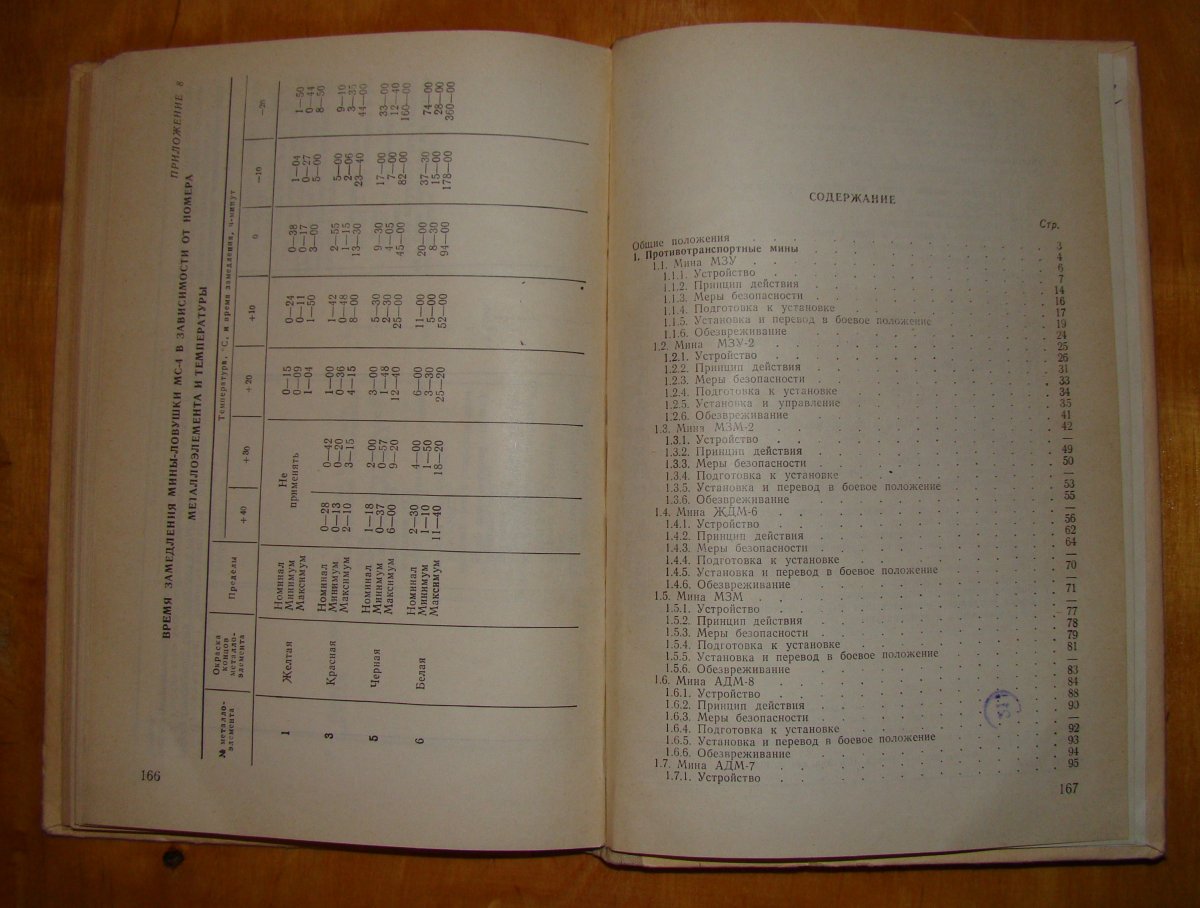 ПРИЛОЖЕНИЕ 8
ВРЕМЯ ЗАМЕДЛЕНИЯ МИНЫ-ЛОВУШКИ МС-4 В ЗАВИСИМОСТИ ОТ НОМЕРА
МЕТАЛЛОЭЛЕМЕНТА И ТЕМПЕРАТУРЫ
№ металло-элемента Окраска концов металло-элемента Пределы Температура, С, и время замедления, ч-минут
+40 +30 +20 +10 0 —10 —20
1 Желтая Номинал Не применять 0—15 0—24 0—38 1—04 1—50
Минимум 0—09 0—11 0—17 0—27 0—44
Максимум 1—04 1—50 3—00 5—00 8—50
3 Красная Номинал 0—28 0—42 1—00 1—42 2—55 5—00 9—10
Минимум 0—13 0—20 0—36 0—48 1—15 2—06 3—35
Максимум 2—10 3—15 4—15 8—00 13—30 23—40 44—00
5 Черная Номинал 1—18 2—00 3—00 5—30 9—30 17—00 33—00
Минимум 0—37 0—57 1—48 2—30 4—05 7—00 12—40
Максимум 6—00 9—20 12—40 25—00 45—00 82—00 160—00
6 Белая Номинал 2—30 4—00 6—00 11—00 20—00 37—30 74—00
Минимум 1—10 1—50 3—30 5—00 8—30 15—00 28—00
Максимум 11—40 18—20 25—20 52—00 94—00 178—00 360—00
166
СОДЕРЖАНИЕ
Стр.
Общие положения 3
1. Противотранспортные мины 4
1.1. Мина МЗУ 6
1.1.1. Устройство 7
1.1.2. Принцип действия 14
1.1.3. Меры безопасности 16
1.1.4. Подготовка к установке 17
1.1.5. Установка и перевод в боевое положение 19
1.1.6. Обезвреживание 24
1.2. Мина МЗУ-2 25
1.2.1. Устройство 26
1.2.2. Принцип действия 31
1.2.3. Меры безопасности 33
1.2.4. Подготовка к установке 34
1.2.5. Установка и управление 35
1.2.6. Обезвреживание 41
1.3. Мина МЗМ-2 42
1.3.1. Устройство —
1.3.2. Принцип действия 49
1.3.3. Меры безопасности 50
1.3.4. Подготовка к установке —
1.3.5. Установка и перевод в боевое положение 53
1.3.6. Обезвреживание 55
1.4. Мина ЖДМ-6 —
1.4.1. Устройство 56
1.4.2. Принцип действия 62
1.4.3. Меры безопасности 64
1.4.4. Подготовка к установке —
1.4.5. Установка и перевод в боевое положение 70
1.4.6. Обезвреживание —
1.5. Мина МЗМ 71
1.5.1. Устройство —
1.5.2. Принцип действия 77
1.5.3. Меры безопасности 78
1.5.4. Подготовка к установке 79
1.5.5. Установка и перевод в боевое положение 81
1.5.6. Обезвреживание —
1.6. Мина АДМ-8 83
1.6.1. Устройство 84
1.6.2. Принцип действия 88
1.6.3. Меры безопасности 90
1.6.4. Подготовка к установке —
1.6.5. Установка и перевод в боевое положение 92
1.6.6. Обезвреживание 93
1.7. Мина АДМ-7 94
1.7.1. Устройство 95
167